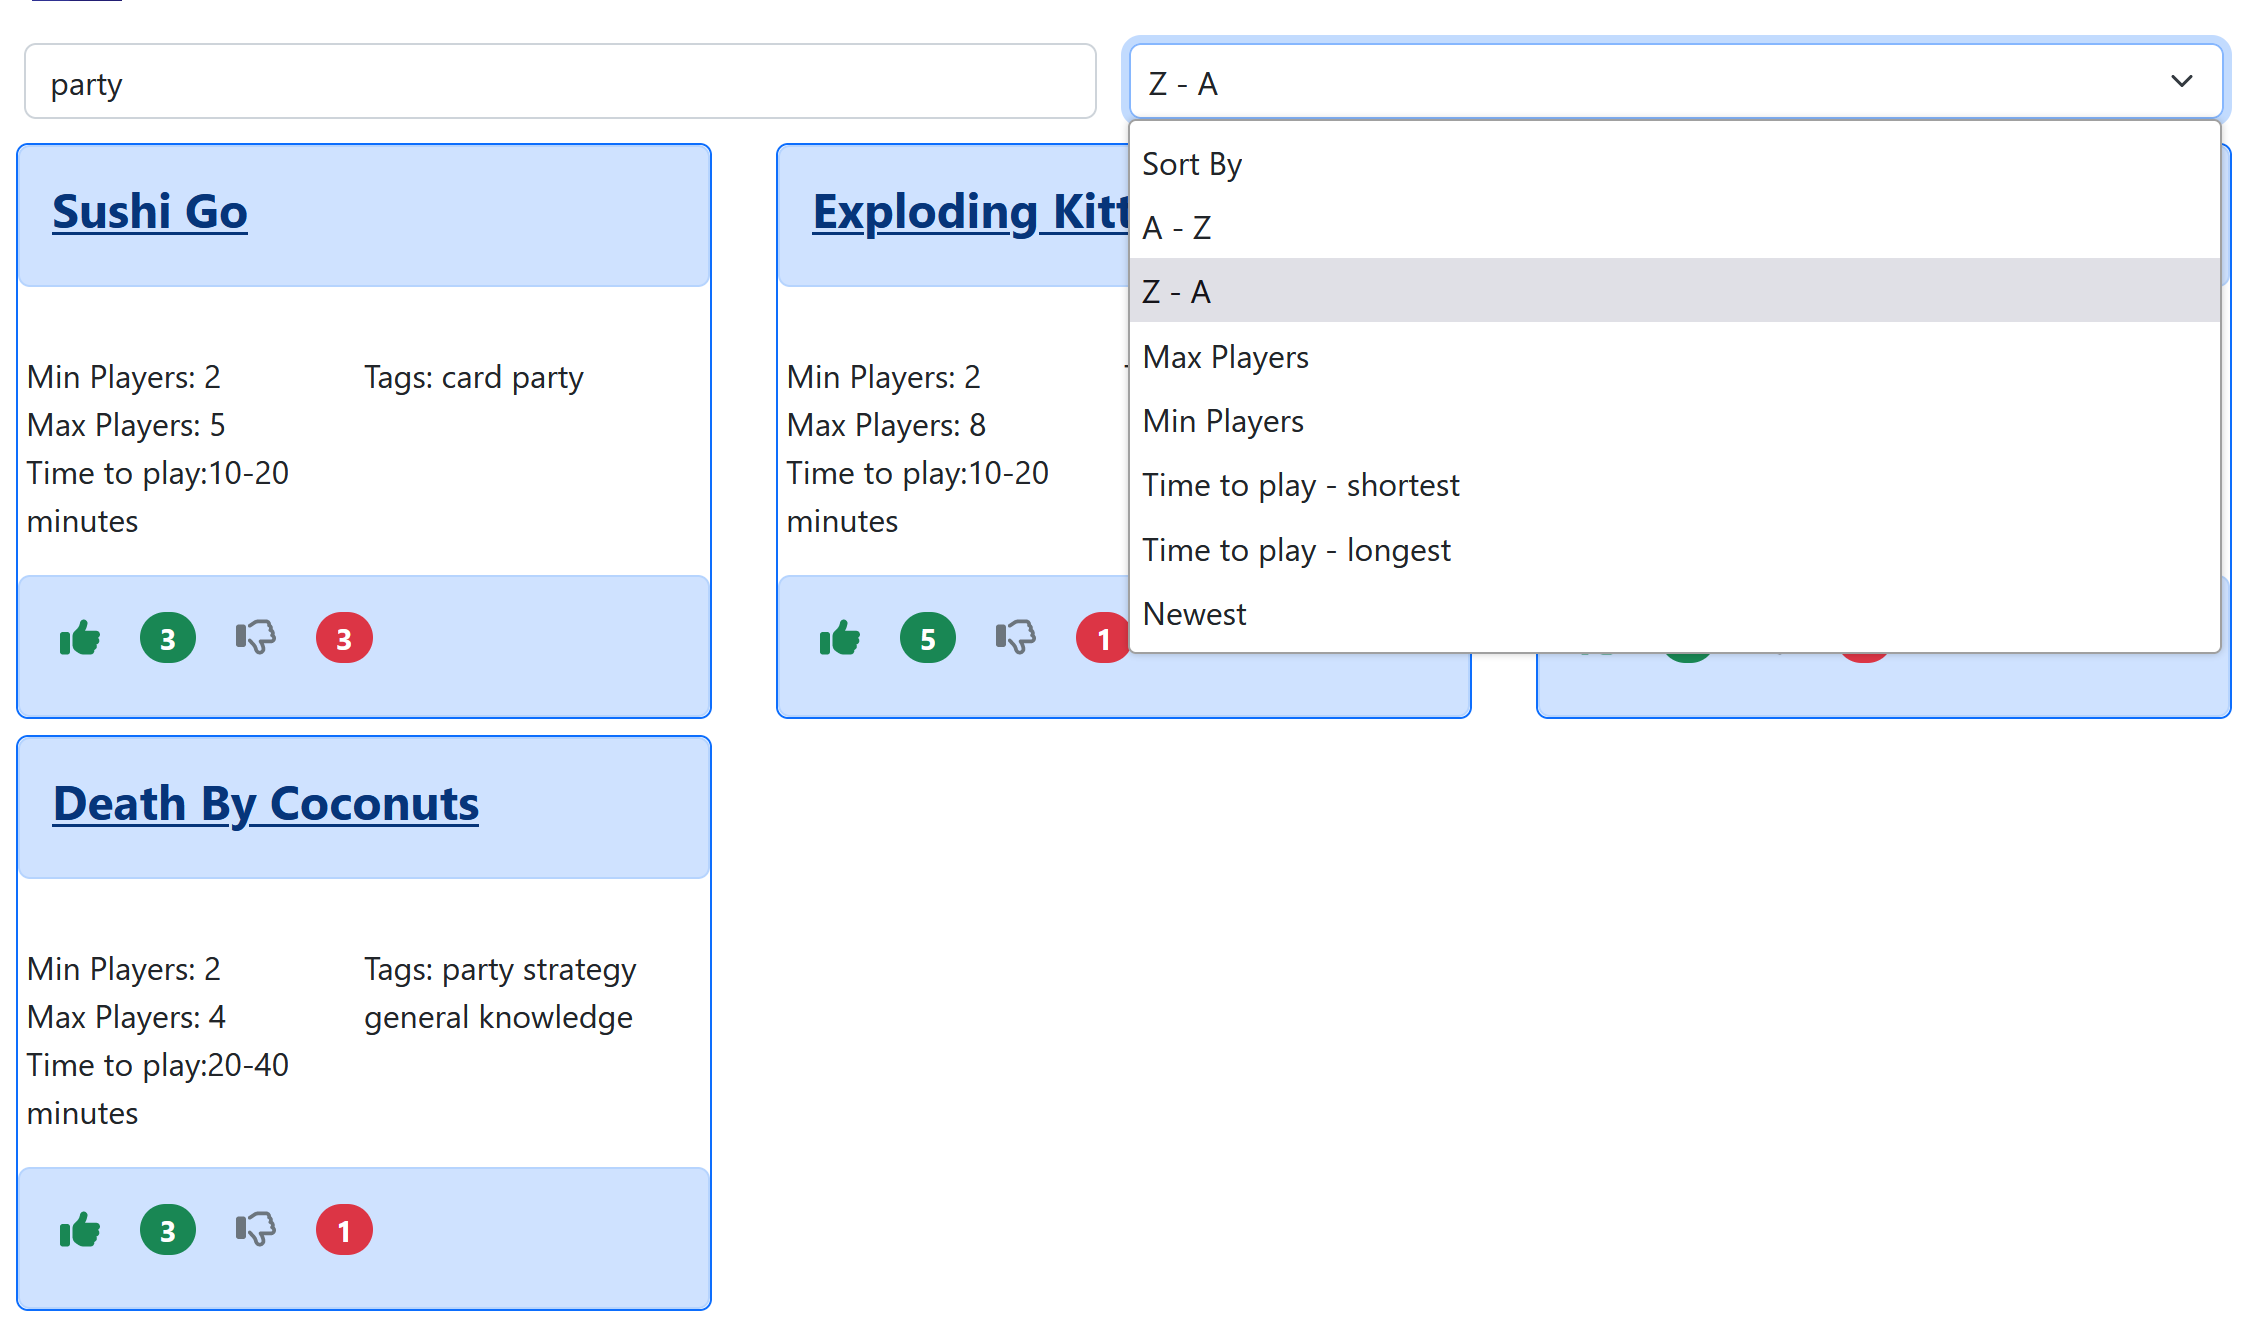 party
Z - A
Sort By
A - Z
Z - A
Max Players
Min Players
Time to play - shortest
Time to play - longest
Newest
Sushi Go
Min Players: 2
Max Players: 5
Time to play:10-20
minutes
Tags: card party
3
3
Exploding
Min Players: 2
Max Players: 8
Time to play:10-20
minutes
5
1
Death By Coconuts
Min Players: 2
Max Players: 4
Time to play:20-40
minutes
Tags: party strategy
general knowledge
3
1